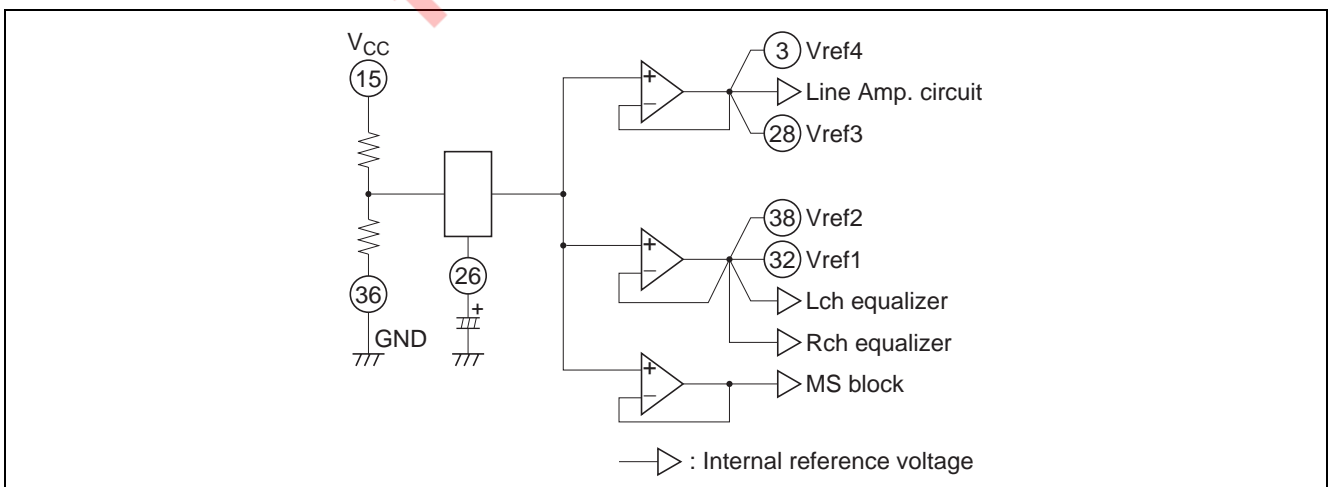 VCC
15
3 Vref4
Line Amp. circuit
28 Vref3
38 Vref2
32 Vref1
26
36
GND
Lch equalizer
Rch equalizer
MS block
: Internal reference voltage